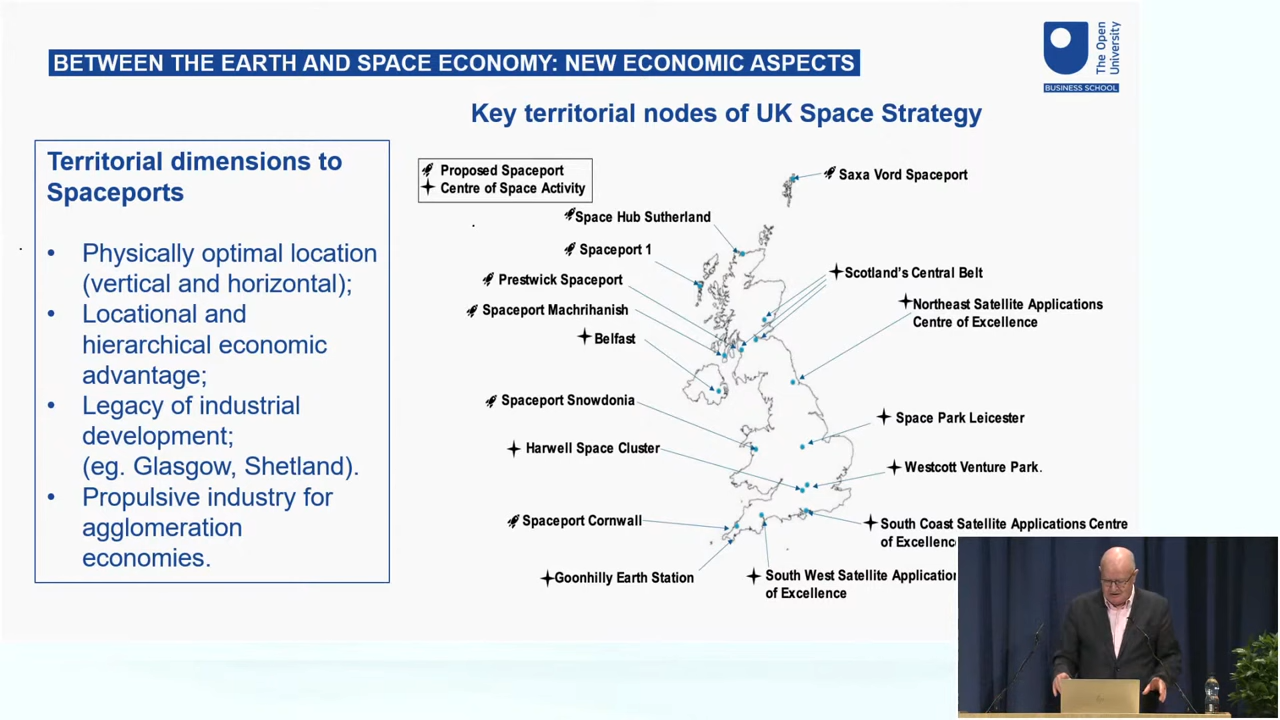 BETWEEN THE EARTH AND SPACE ECONOMY: NEW ECONOMIC ASPECTS
The Open
University
BUSINESS SCHOOL
Key territorial nodes of UK Space Strategy
Territorial dimensions to
Spaceports
• Physically optimal location
(vertical and horizontal);
• Locational and
hierarchical economic
advantage;
• Legacy of industrial
development;
(eg. Glasgow, Shetland).
• Propulsive industry for
agglomeration
economies.
Proposed Spaceport
Centre of Space Activity
Saxa Vord Spaceport
Space Hub Sutherland
Spaceport 1
Scotland's Central Belt
Prestwick Spaceport
Northeast Satellite Applications
Centre of Excellence
Spaceport Machrihanish
Belfast
Spaceport Snowdonia
Space Park Leicester
Harwell Space Cluster
Westcott Venture Park.
Spaceport Cornwall
South Coast Satellite Applications Centre
of Excellence
Goonhilly Earth Station
South West Satellite Application
of Excellence